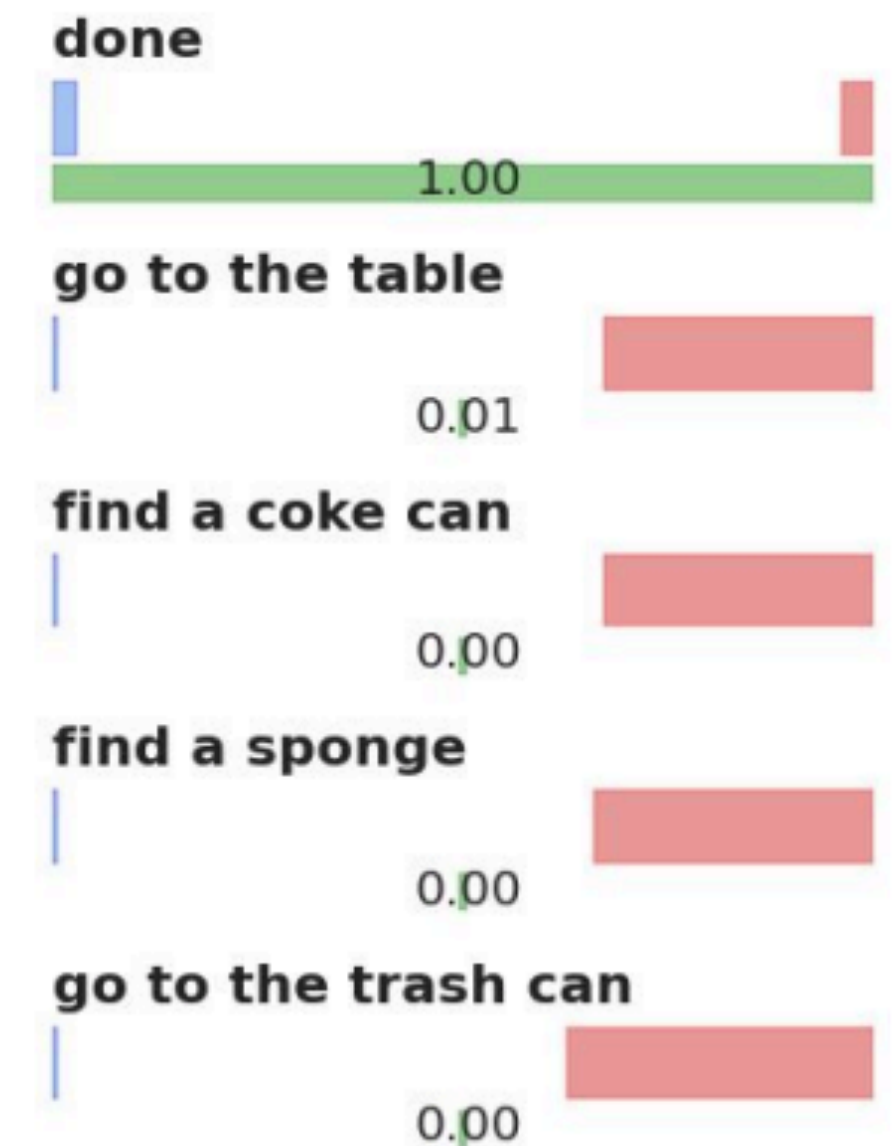 done
1.00
go to the table
0.01
find a coke can
0.00
find a sponge
0.00
go to the trash can
0.00